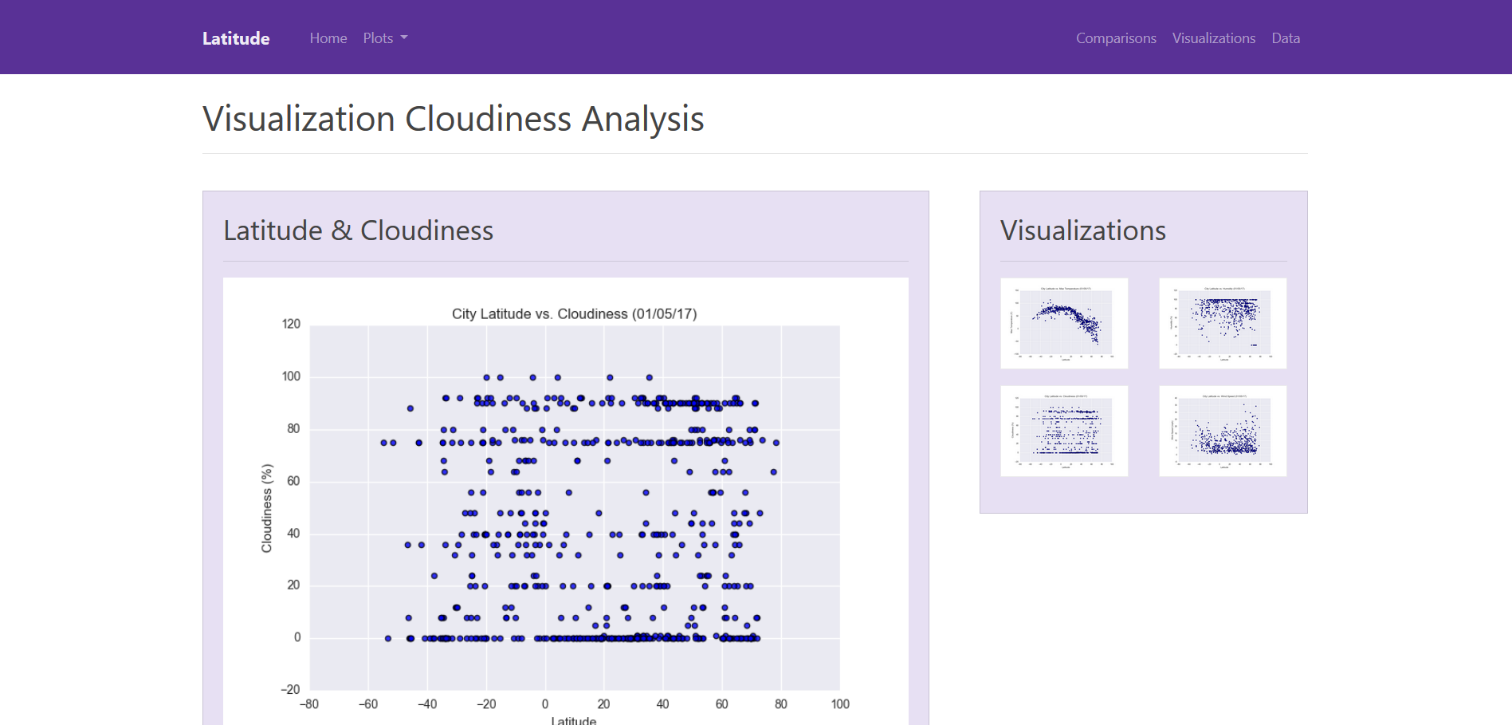 Latitude Home Plots Comparisons Visualizations Data
Visualization Cloudiness Analysis
Latitude & Cloudiness
City Latitude vs. Cloudiness (01/05/17)
120
100
80
60
40
20
0
−20
Cloudiness (%)
−80 −60 −40 −20 0 20 40 60 80 100
Latitude
Visualizations